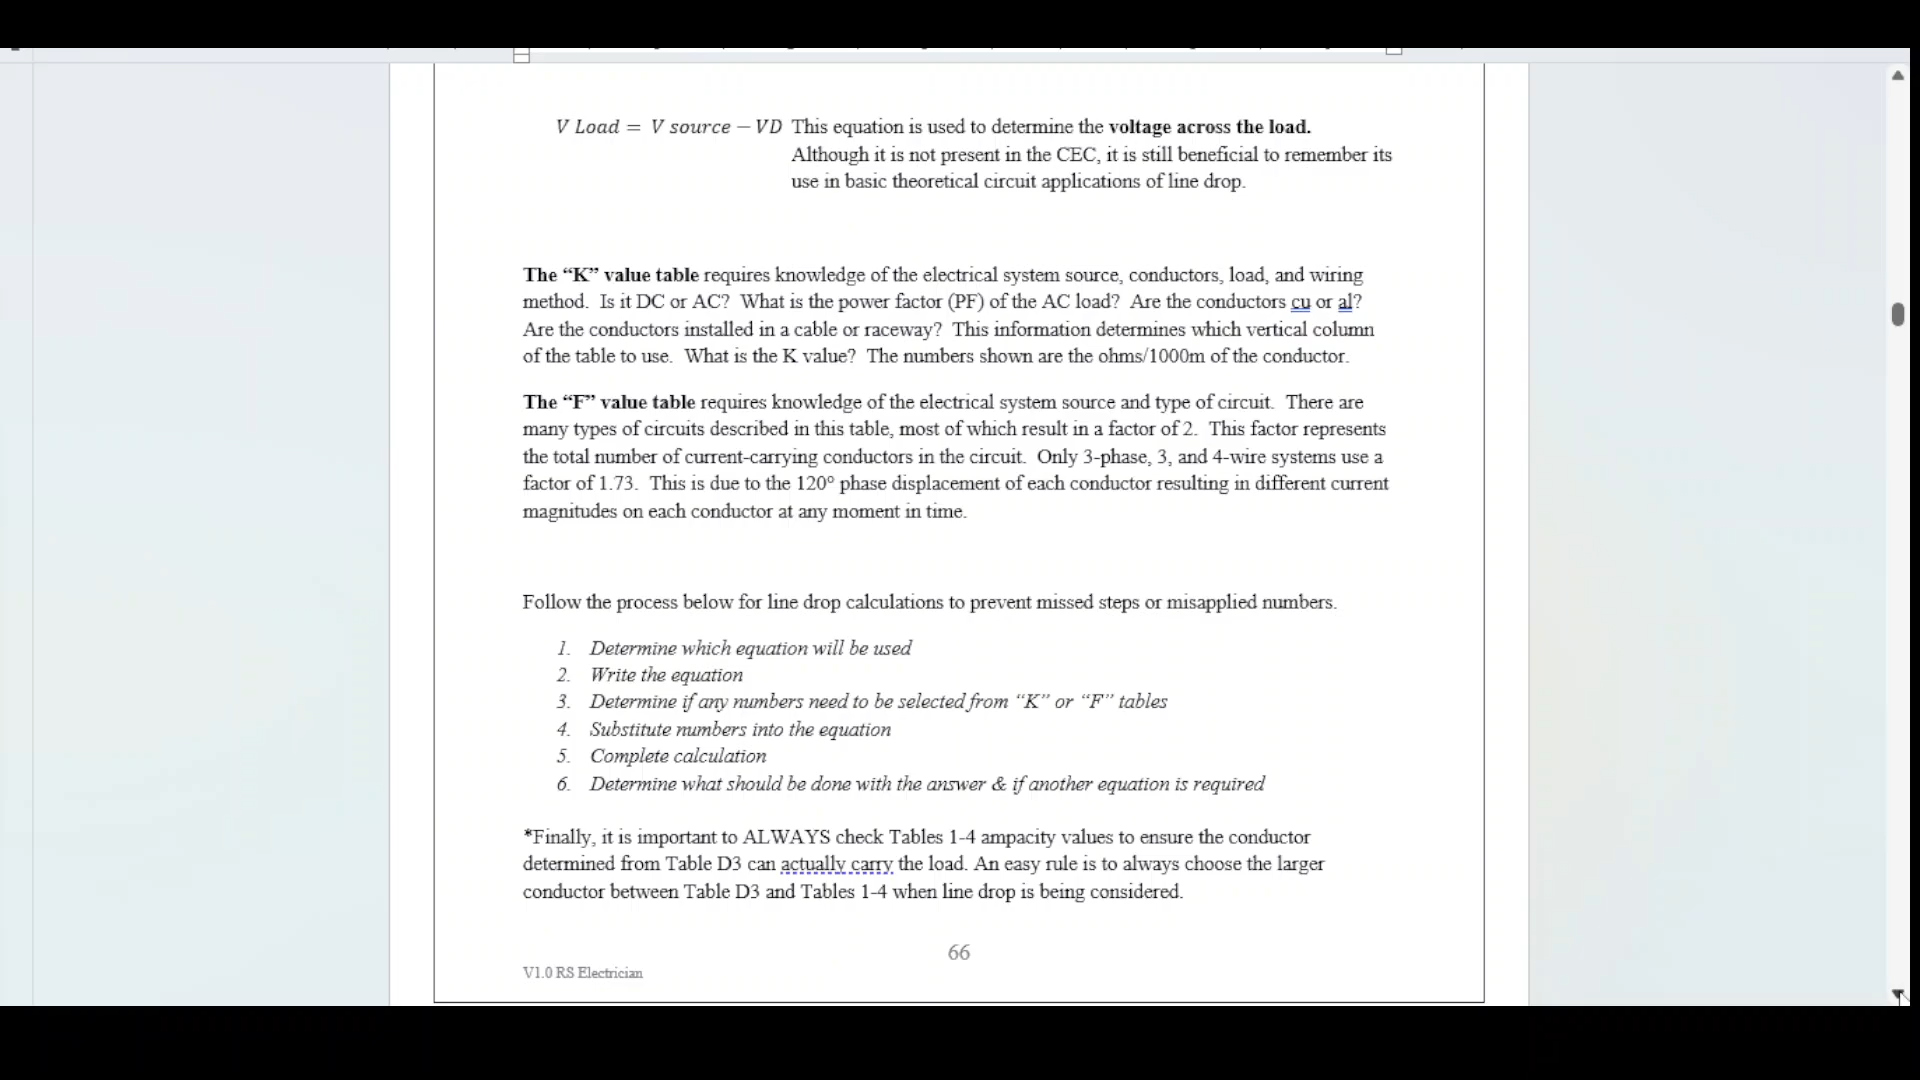 V Load = V source − VD This equation is used to determine the voltage across the load.
Although it is not present in the CEC, it is still beneficial to remember its
use in basic theoretical circuit applications of line drop.
The “K” value table requires knowledge of the electrical system source, conductors, load, and wiring
method. Is it DC or AC? What is the power factor (PF) of the AC load? Are the conductors cu or al?
Are the conductors installed in a cable or raceway? This information determines which vertical column
of the table to use. What is the K value? The numbers shown are the ohms/1000m of the conductor.
The “F” value table requires knowledge of the electrical system source and type of circuit. There are
many types of circuits described in this table, most of which result in a factor of 2. This factor represents
the total number of current-carrying conductors in the circuit. Only 3-phase, 3, and 4-wire systems use a
factor of 1.73. This is due to the 120° phase displacement of each conductor resulting in different current
magnitudes on each conductor at any moment in time.
Follow the process below for line drop calculations to prevent missed steps or misapplied numbers.
1. Determine which equation will be used
2. Write the equation
3. Determine if any numbers need to be selected from “K” or “F” tables
4. Substitute numbers into the equation
5. Complete calculation
6. Determine what should be done with the answer & if another equation is required
*Finally, it is important to ALWAYS check Tables 1-4 ampacity values to ensure the conductor
determined from Table D3 can actually carry the load. An easy rule is to always choose the larger
conductor between Table D3 and Tables 1-4 when line drop is being considered.
66
V1.0 RS Electrician